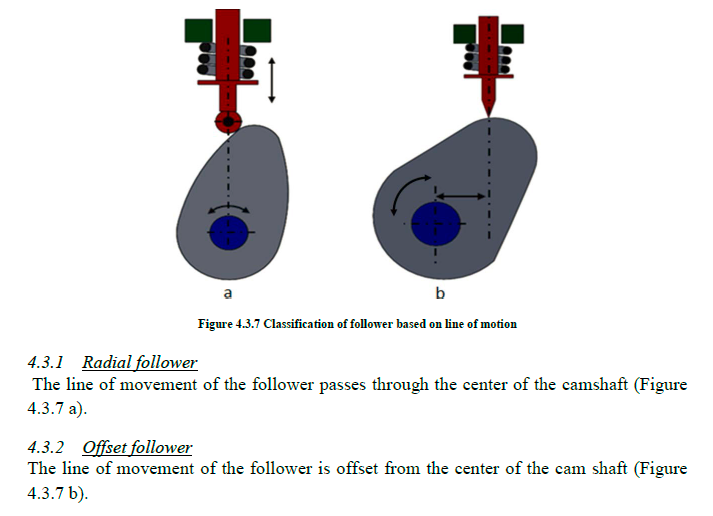 a
b
Figure 4.3.7 Classification of follower based on line of motion
4.3.1 Radial follower
The line of movement of the follower passes through the center of the camshaft (Figure
4.3.7 a).
4.3.2 Offset follower
The line of movement of the follower is offset from the center of the cam shaft (Figure
4.3.7 b).